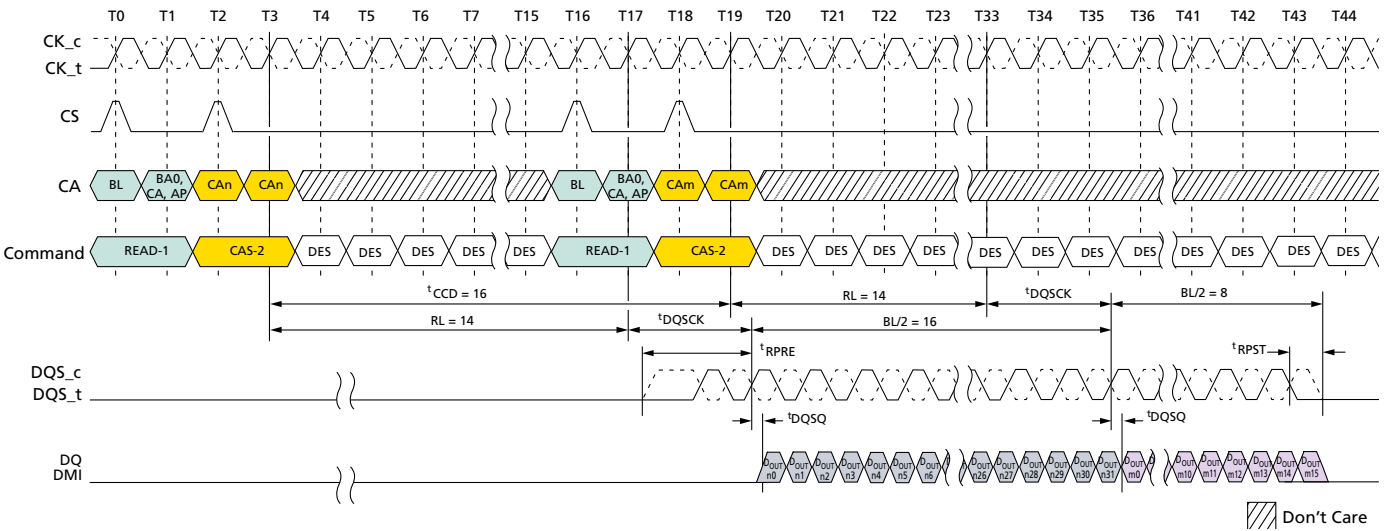 T0 T1 T2 T3 T4 T5 T6 T7 T15 T16 T17 T18 T19 T20 T21 T22 T23 T33 T34 T35 T36 T41 T42 T43 T44
CK_c
CK_t
CS
CA BL BA0, CA, AP CAn CAn BL BA0, CA, AP CAm CAm
Command READ-1 CAS-2 DES DES DES DES DES READ-1 CAS-2 DES DES DES DES DES DES DES DES DES DES DES DES
tCCD = 16 RL = 14 tDQSCK BL/2 = 8
RL = 14 tDQSCK BL/2 = 16
tRPRE tRPST
DQS_c
DQS_t
tDQSQ tDQSQ
DQ
DMI
DOUT n0 DOUT n1 DOUT n2 DOUT n3 DOUT n4 DOUT n5 DOUT n6 DOUT n26 DOUT n27 DOUT n28 DOUT n29 DOUT n30 DOUT n31 DOUT m0 DOUT m10 DOUT m11 DOUT m12 DOUT m13 DOUT m14 DOUT m15
Don't Care